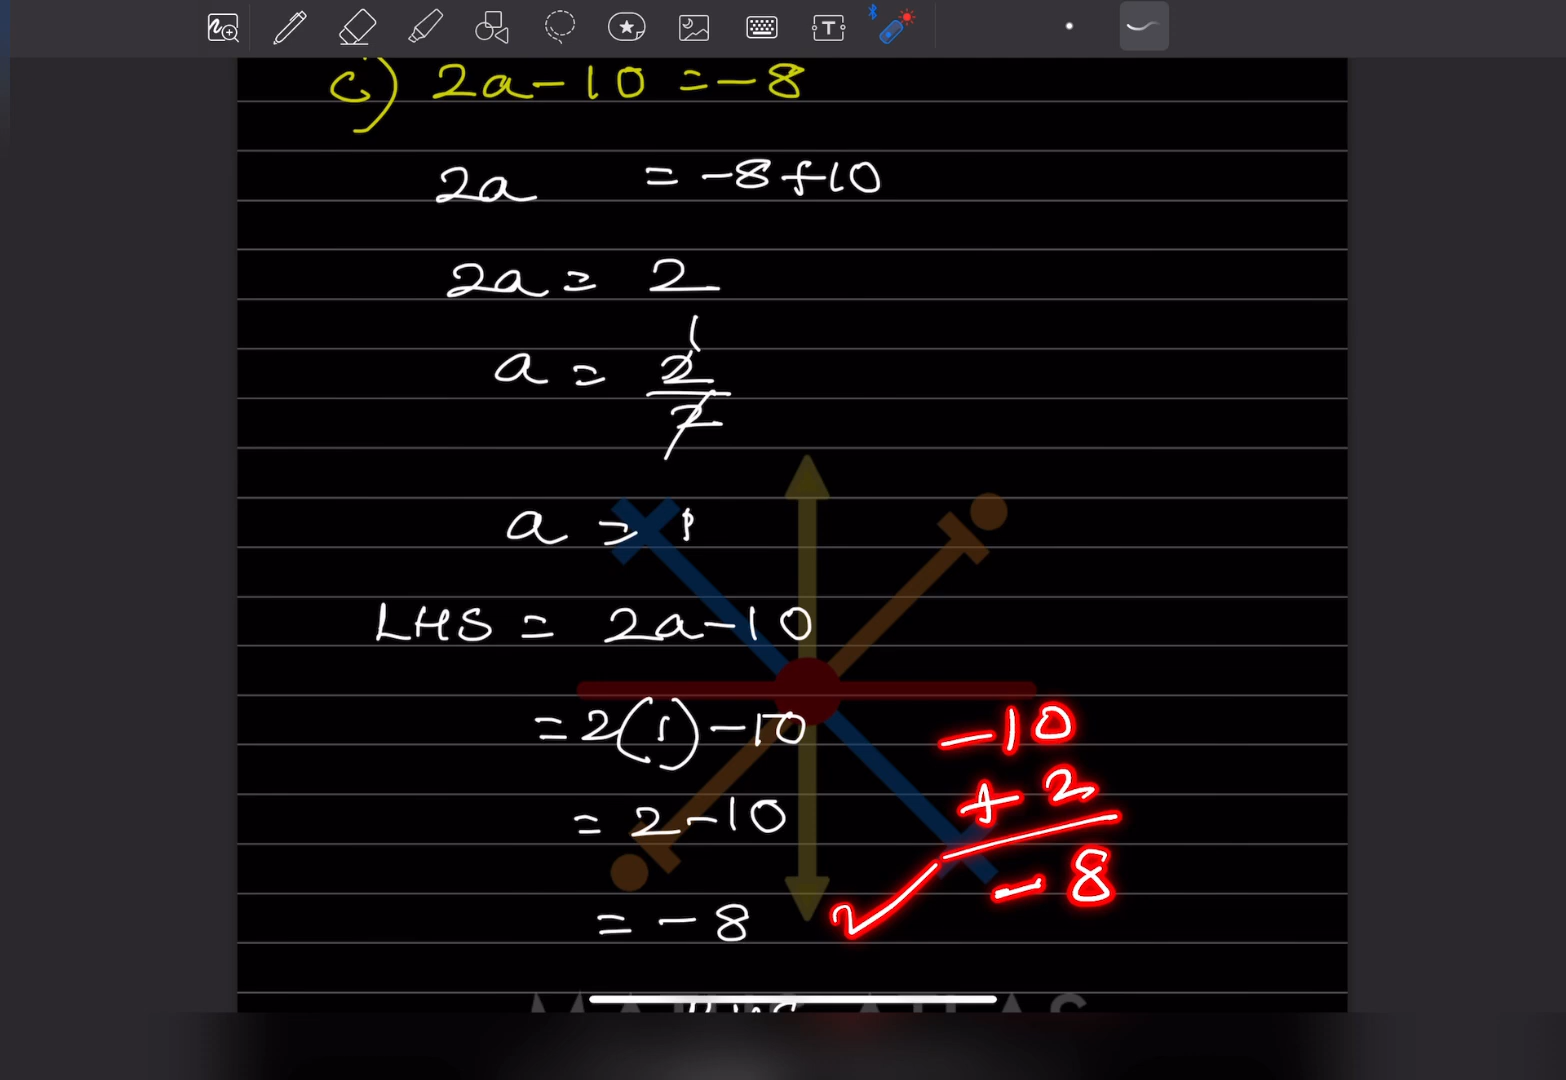 c) 2a-10 = -8
2a = -8+10
2a = 2
1
a = 2/2
a = 1
LHS = 2a-10
= 2(1)-10
-10
+ 2
= 2-10
- 8
= -8